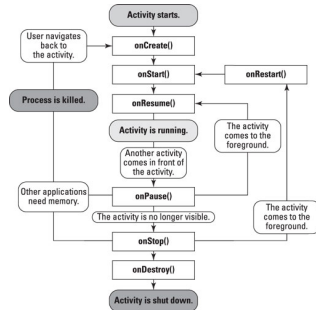 Activity starts.
User navigates
back to
the activity.
onCreate()
onStart()
onRestart()
onResume()
Process is killed.
Activity is running.
The activity
comes to the
foreground.
Another activity
comes in front of
the activity.
Other applications
need memory.
onPause()
The activity
comes to the
foreground.
The activity is no longer visible.
onStop()
onDestroy()
Activity is shut down.